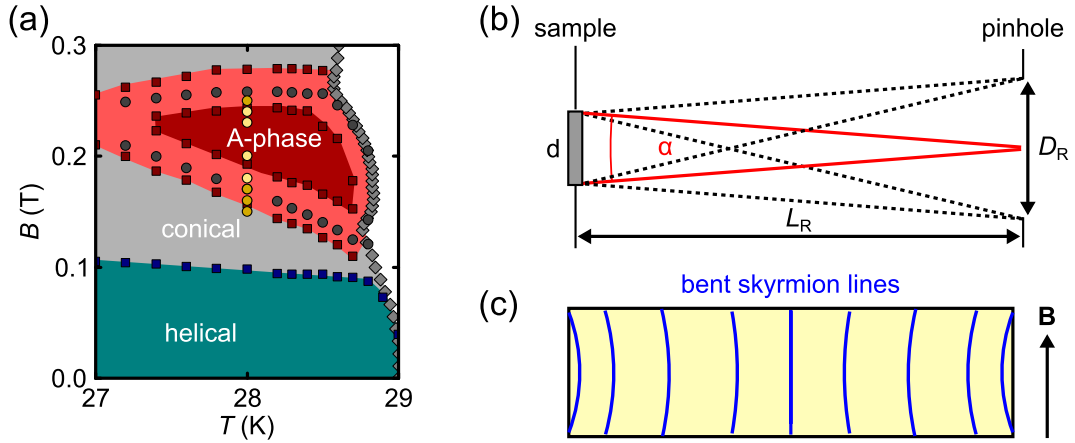 (a)
0.3
0.2
0.1
0.0
B (T)
A-phase
conical
helical
27
28
29
T (K)
(b)
sample
pinhole
d
α
D_R
L_R
(c)
bent skyrmion lines
B